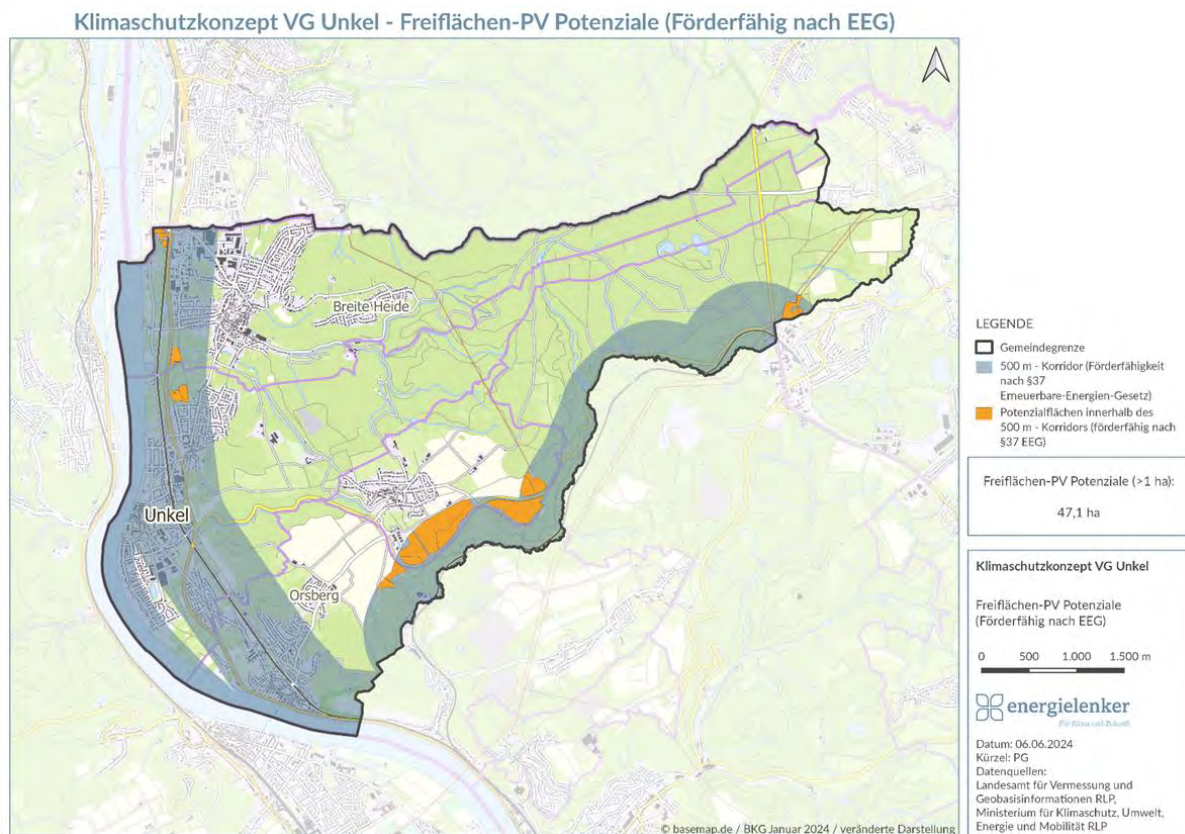 Klimaschutzkonzept VG Unkel - Freiflächen-PV Potenziale (Förderfähig nach EEG)
Breite Heide
Unkel
Orsberg
© basemap.de / BKG Januar 2024 / veränderte Darstellung
LEGENDE
Gemeindegrenze
500 m - Korridor (Förderfähigkeit
nach §37
Erneuerbare-Energien-Gesetz)
Potenzialflächen innerhalb des
500 m - Korridors (förderfähig nach
§37 EEG)
Freiflächen-PV Potenziale (>1 ha):
47,1 ha
Klimaschutzkonzept VG Unkel
Freiflächen-PV Potenziale
(Förderfähig nach EEG)
0 500 1.000 1.500 m
energielenker
Für Klima und Zukunft
Datum: 06.06.2024
Kürzel: PG
Datenquellen:
Landesamt für Vermessung und
Geobasisinformationen RLP,
Ministerium für Klimaschutz, Umwelt,
Energie und Mobilität RLP